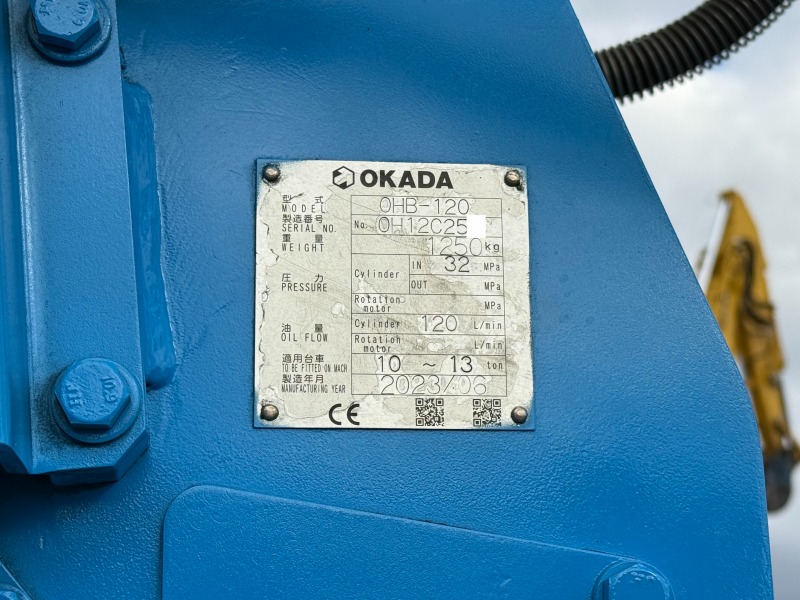 OKADA
型式 OHB-120
MODEL
製造番号 No. OH12C25
SERIAL NO.
重量 1250kg
WEIGHT
圧力 Cylinder IN 32 MPa
PRESSURE OUT MPa
Rotation motor MPa
油量 Cylinder 120 L/min
OIL FLOW Rotation motor L/min
適用台車 10 ～ 13 ton
TO BE FITTED ON MACH
製造年月 2023/06
MANUFACTURING YEAR
CE
10.9